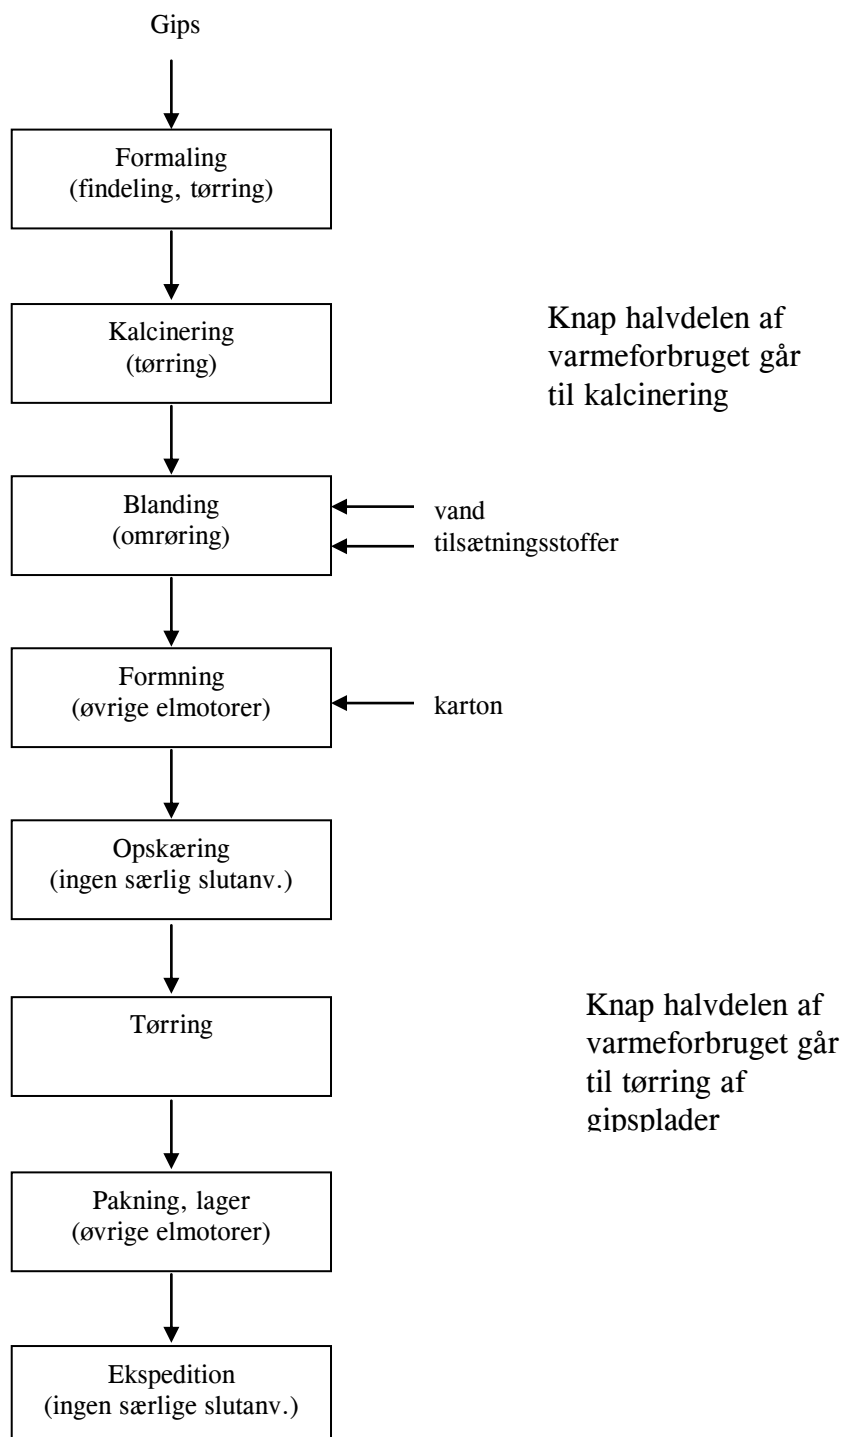 Gips
Formaling
(findeling, tørring)
Kalcinering
(tørring)
Knap halvdelen af
varmeforbruget går
til kalcinering
Blanding
(omrøring)
vand
tilsætningsstoffer
Formning
(øvrige elmotorer)
karton
Opskæring
(ingen særlig slutanv.)
Tørring
Knap halvdelen af
varmeforbruget går
til tørring af
gipsplader
Pakning, lager
(øvrige elmotorer)
Ekspedition
(ingen særlige slutanv.)